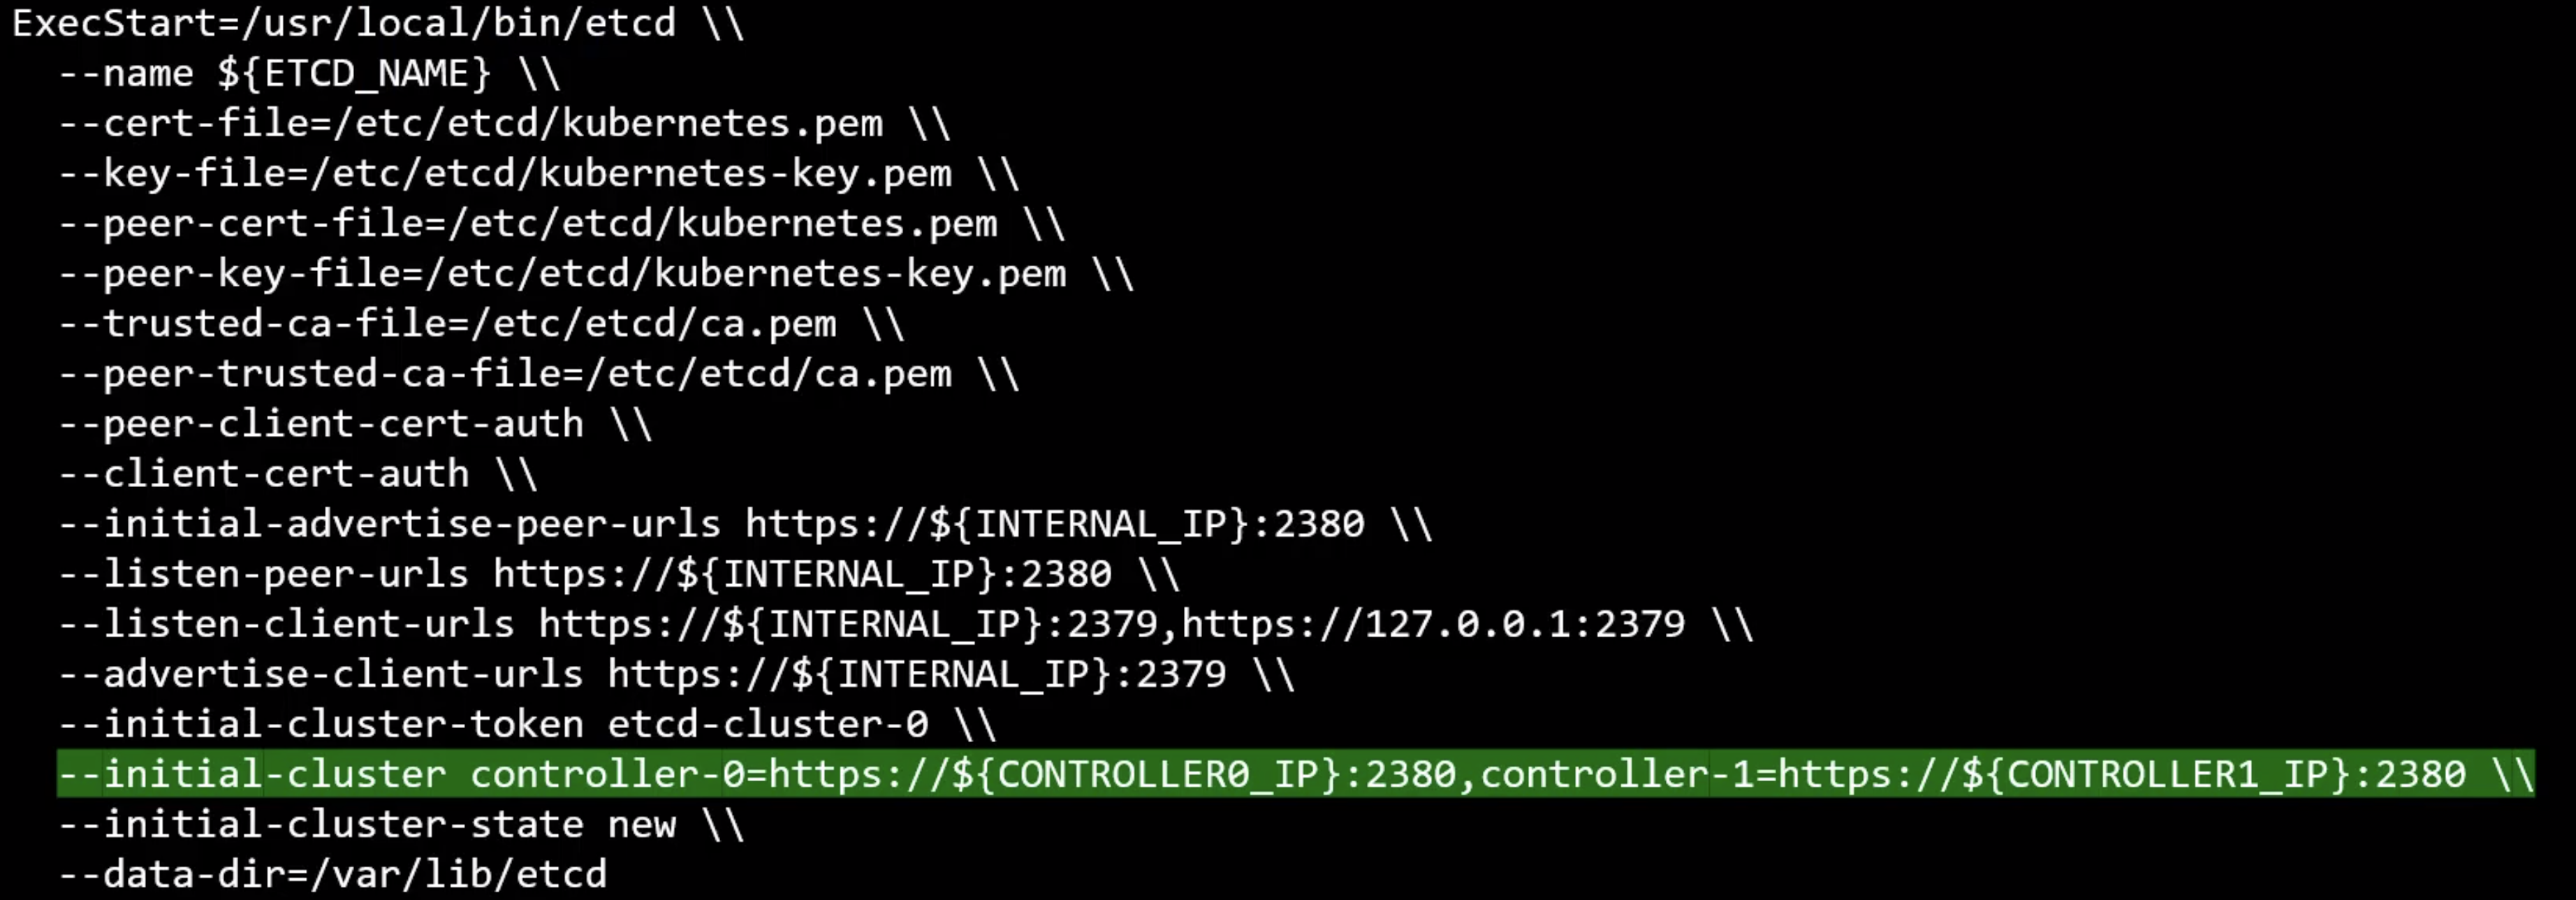 ExecStart=/usr/local/bin/etcd \\
--name ${ETCD_NAME} \\
--cert-file=/etc/etcd/kubernetes.pem \\
--key-file=/etc/etcd/kubernetes-key.pem \\
--peer-cert-file=/etc/etcd/kubernetes.pem \\
--peer-key-file=/etc/etcd/kubernetes-key.pem \\
--trusted-ca-file=/etc/etcd/ca.pem \\
--peer-trusted-ca-file=/etc/etcd/ca.pem \\
--peer-client-cert-auth \\
--client-cert-auth \\
--initial-advertise-peer-urls https://${INTERNAL_IP}:2380 \\
--listen-peer-urls https://${INTERNAL_IP}:2380 \\
--listen-client-urls https://${INTERNAL_IP}:2379,https://127.0.0.1:2379 \\
--advertise-client-urls https://${INTERNAL_IP}:2379 \\
--initial-cluster-token etcd-cluster-0 \\
--initial-cluster controller-0=https://${CONTROLLER0_IP}:2380,controller-1=https://${CONTROLLER1_IP}:2380 \\
--initial-cluster-state new \\
--data-dir=/var/lib/etcd